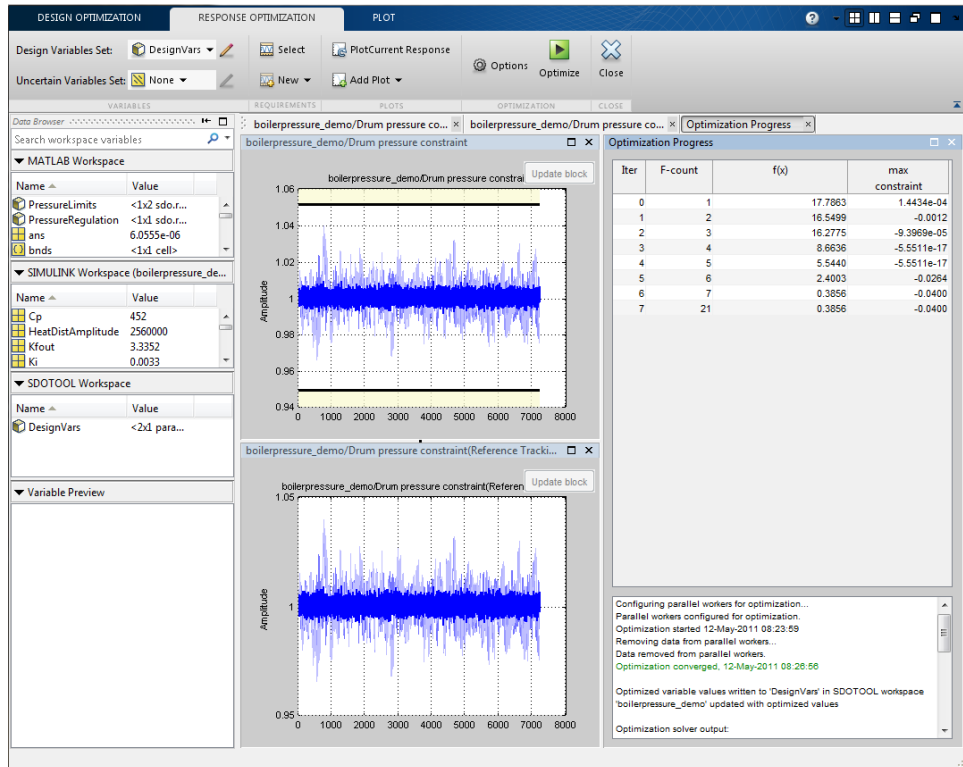 DESIGN OPTIMIZATION RESPONSE OPTIMIZATION PLOT
Design Variables Set: DesignVars Select PlotCurrent Response Options Optimize Close
Uncertain Variables Set: None New Add Plot
VARIABLES REQUIREMENTS PLOTS OPTIMIZATION CLOSE
Data Browser
Search workspace variables
MATLAB Workspace
Name Value
PressureLimits <1x2 sdo.r...
PressureRegulation <1x1 sdo.r...
ans 6.0555e-06
bnds <1x1 cell>
SIMULINK Workspace (boilerpressure_de...
Name Value
Cp 452
HeatDistAmplitude 2560000
Kfout 3.3352
Ki 0.0033
SDOTOOL Workspace
Name Value
DesignVars <2x1 para...
Variable Preview
boilerpressure_demo/Drum pressure co... × boilerpressure_demo/Drum pressure co... × Optimization Progress ×
boilerpressure_demo/Drum pressure constraint
Update block
boilerpressure_demo/Drum pressure constrai
Amplitude
1.06
1.04
1.02
1
0.98
0.96
0.94
0 1000 2000 3000 4000 5000 6000 7000 8000
boilerpressure_demo/Drum pressure constraint(Reference Tracki...
Update block
boilerpressure_demo/Drum pressure constraint(Referen
Amplitude
1.05
1
0.95
0 1000 2000 3000 4000 5000 6000 7000 8000
Optimization Progress
Iter F-count f(x) max constraint
0 1 17.7863 1.4434e-04
1 2 16.5499 -0.0012
2 3 16.2775 -9.3969e-05
3 4 8.6636 -5.5511e-17
4 5 5.5440 -5.5511e-17
5 6 2.4003 -0.0264
6 7 0.3856 -0.0400
7 21 0.3856 -0.0400
Configuring parallel workers for optimization...
Parallel workers configured for optimization.
Optimization started 12-May-2011 08:23:59
Removing data from parallel workers...
Data removed from parallel workers.
Optimization converged, 12-May-2011 08:26:56
Optimized variable values written to 'DesignVars' in SDOTOOL workspace
'boilerpressure_demo' updated with optimized values
Optimization solver output: